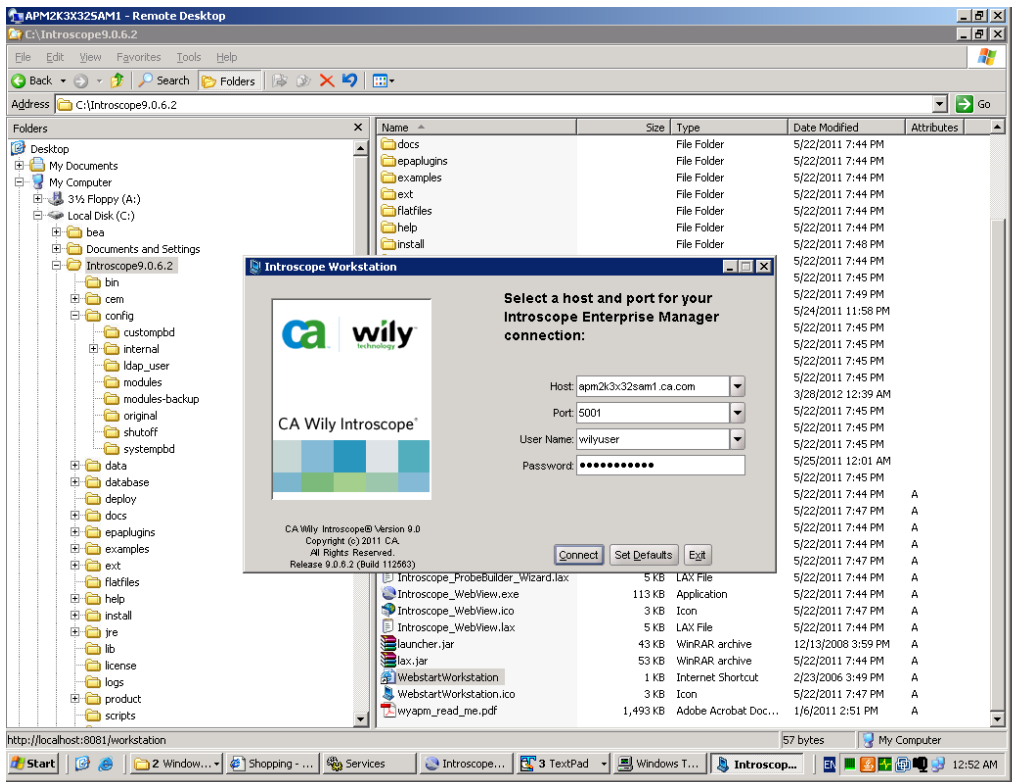 APM2K3X32SAM1 - Remote Desktop
C:\Introscope9.0.6.2
File Edit View Favorites Tools Help
Back Search Folders
Address C:\Introscope9.0.6.2 Go
Folders
Desktop
My Documents
My Computer
3½ Floppy (A:)
Local Disk (C:)
bea
Documents and Settings
Introscope9.0.6.2
bin
cem
config
custompbd
internal
ldap_user
modules
modules-backup
original
shutoff
systempbd
data
database
deploy
docs
epaplugins
examples
ext
flatfiles
help
install
jre
lib
license
logs
product
scripts
Name Size Type Date Modified Attributes
docs File Folder 5/22/2011 7:44 PM
epaplugins File Folder 5/22/2011 7:44 PM
examples File Folder 5/22/2011 7:44 PM
ext File Folder 5/22/2011 7:44 PM
flatfiles File Folder 5/22/2011 7:44 PM
help File Folder 5/22/2011 7:44 PM
install File Folder 5/22/2011 7:48 PM
5/22/2011 7:44 PM
5/22/2011 7:45 PM
5/22/2011 7:49 PM
5/24/2011 11:58 PM
5/22/2011 7:45 PM
5/22/2011 7:45 PM
5/22/2011 7:45 PM
5/22/2011 7:45 PM
3/28/2012 12:39 AM
5/22/2011 7:45 PM
5/22/2011 7:45 PM
5/22/2011 7:45 PM
5/25/2011 12:01 AM
5/22/2011 7:45 PM
5/22/2011 7:44 PM A
5/22/2011 7:47 PM A
5/22/2011 7:44 PM A
5/22/2011 7:44 PM A
5/22/2011 7:47 PM A
Introscope_ProbeBuilder_Wizard.lax 5 KB LAX File 5/22/2011 7:44 PM A
Introscope_WebView.exe 113 KB Application 5/22/2011 7:44 PM A
Introscope_WebView.ico 3 KB Icon 5/22/2011 7:47 PM A
Introscope_WebView.lax 5 KB LAX File 5/22/2011 7:44 PM A
launcher.jar 43 KB WinRAR archive 12/13/2008 3:59 PM A
lax.jar 53 KB WinRAR archive 5/22/2011 7:44 PM A
WebstartWorkstation 1 KB Internet Shortcut 2/23/2006 3:49 PM A
WebstartWorkstation.ico 3 KB Icon 5/22/2011 7:47 PM A
wyapm_read_me.pdf 1,493 KB Adobe Acrobat Doc... 1/6/2011 2:51 PM A
Introscope Workstation
ca wily
technology
CA Wily Introscope®
CA Wily Introscope® Version 9.0
Copyright (c) 2011 CA.
All Rights Reserved.
Release 9.0.6.2 (Build 112563)
Select a host and port for your
Introscope Enterprise Manager
connection:
Host: apm2k3x32sam1.ca.com
Port: 5001
User Name: wilyuser
Password: ●●●●●●●●●●●
Connect Set Defaults Exit
http://localhost:8081/workstation 57 bytes My Computer
Start 2 Window... Shopping - ... Services Introscope... 3 TextPad Windows T... Introscop... EN 12:52 AM